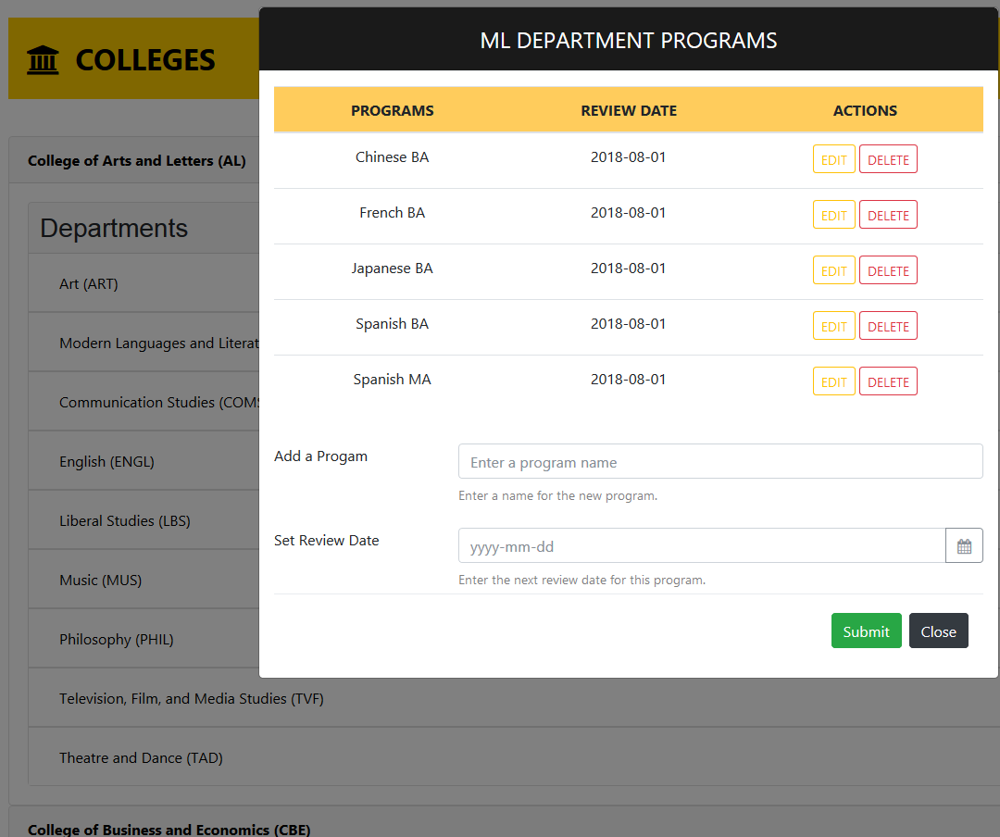 COLLEGES
College of Arts and Letters (AL)
Departments
Art (ART)
Modern Languages and
Communication Studies
English (ENGL)
Liberal Studies (LBS)
Music (MUS)
Philosophy (PHIL)
Television, Film, and Media Studies (TVF)
Theatre and Dance (TAD)
College of Business and Economics (CBE)
ML DEPARTMENT PROGRAMS
PROGRAMS REVIEW DATE ACTIONS
Chinese BA 2018-08-01 EDIT DELETE
French BA 2018-08-01 EDIT DELETE
Japanese BA 2018-08-01 EDIT DELETE
Spanish BA 2018-08-01 EDIT DELETE
Spanish MA 2018-08-01 EDIT DELETE
Add a Progam Enter a program name
Enter a name for the new program.
Set Review Date yyyy-mm-dd
Enter the next review date for this program.
Submit Close